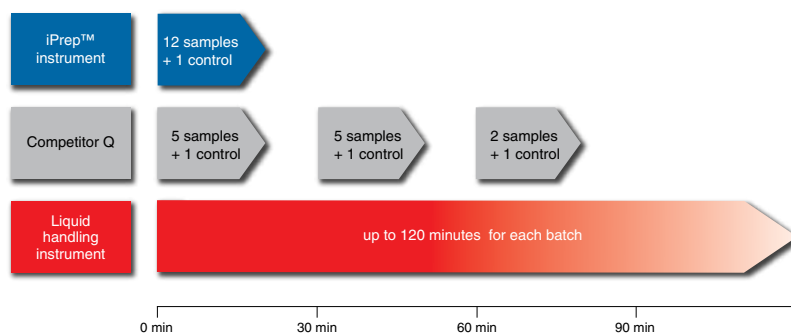 iPrep™
instrument
12 samples
+ 1 control
Competitor Q
5 samples
+ 1 control
5 samples
+ 1 control
2 samples
+ 1 control
Liquid
handling
instrument
up to 120 minutes for each batch
0 min
30 min
60 min
90 min